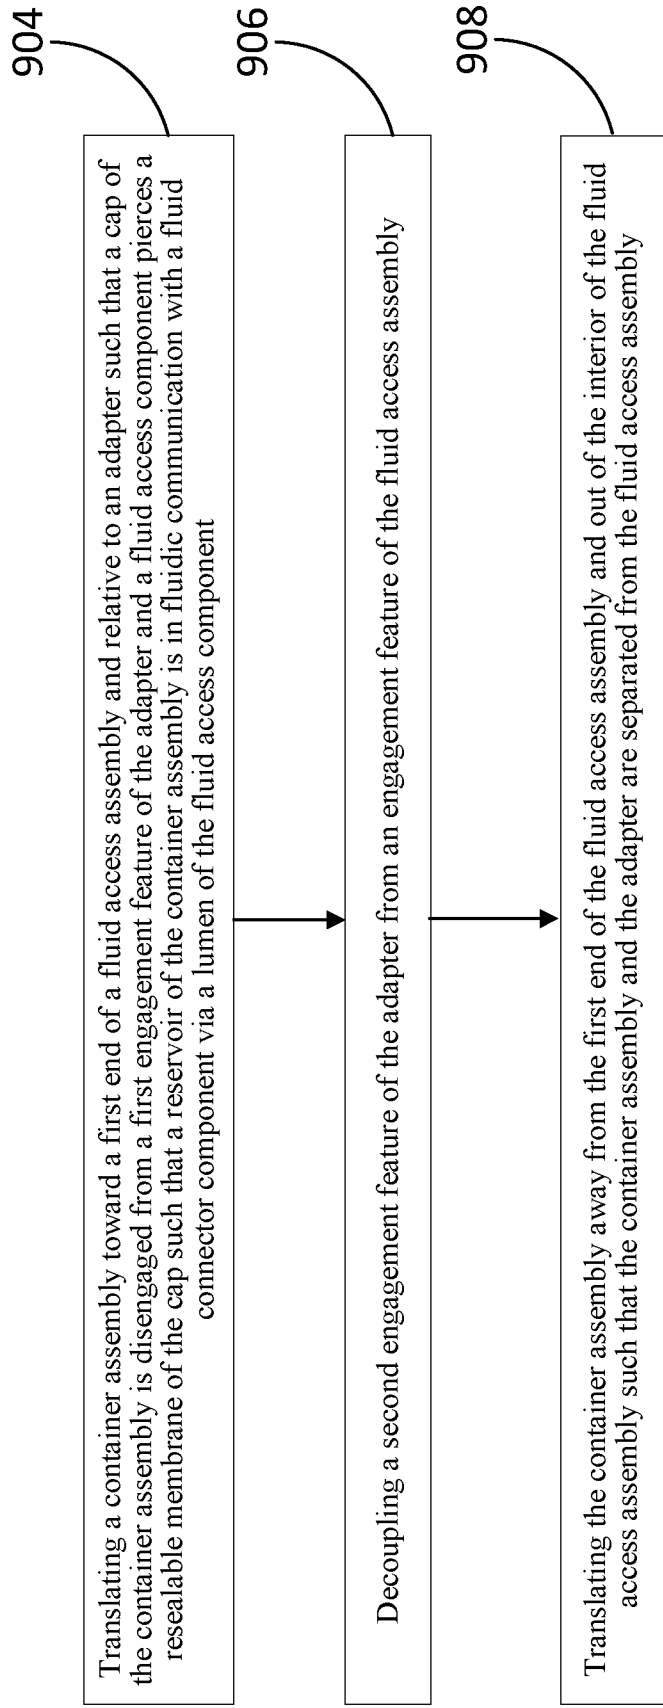 904
Translating a container assembly toward a first end of a fluid access assembly and relative to an adapter such that a cap of
the container assembly is disengaged from a first engagement feature of the adapter and a fluid access component pierces a
resealable membrane of the cap such that a reservoir of the container assembly is in fluidic communication with a fluid
connector component via a lumen of the fluid access component
906
Decoupling a second engagement feature of the adapter from an engagement feature of the fluid access assembly
908
Translating the container assembly away from the first end of the fluid access assembly and out of the interior of the fluid
access assembly such that the container assembly and the adapter are separated from the fluid access assembly